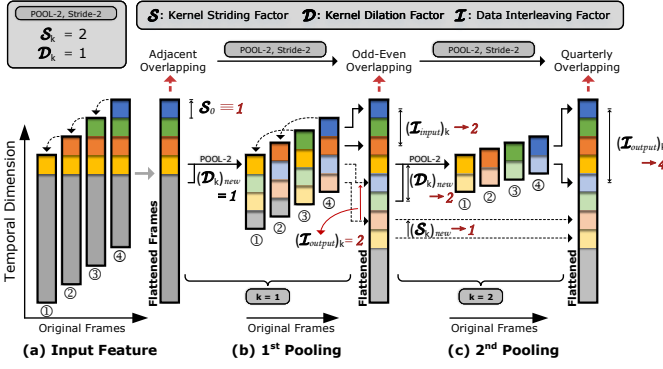 POOL-2, Stride-2
𝓢k = 2
𝓓k = 1
𝓢: Kernel Striding Factor 𝓓: Kernel Dilation Factor 𝓘: Data Interleaving Factor
Adjacent
Overlapping
POOL-2, Stride-2
Odd-Even
Overlapping
POOL-2, Stride-2
Quarterly
Overlapping
Temporal Dimension
① ② ③ ④
Original Frames
(a) Input Feature
Flattened Frames
𝓢0 ≡ 1
POOL-2
(𝓓k)new
= 1
① ② ③ ④
(𝓘output)k = 2
k = 1
Original Frames
(b) 1st Pooling
Flattened
(𝓘input)k → 2
POOL-2
(𝓓k)new
→ 2
① ② ③ ④
(𝓢k)new → 1
k = 2
Original Frames
(c) 2nd Pooling
Flattened
(𝓘output)k
→ 4